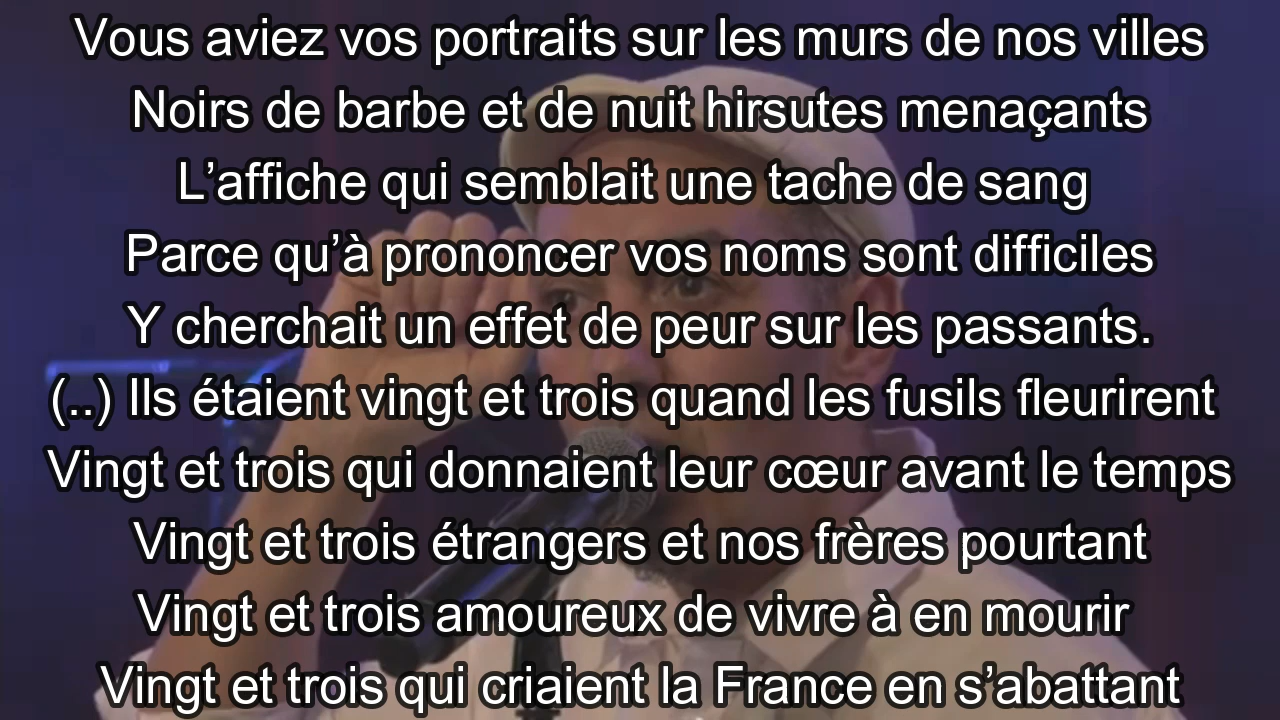 Vous aviez vos portraits sur les murs de nos villes
Noirs de barbe et de nuit hirsutes menaçants
L’affiche qui semblait une tache de sang
Parce qu’à prononcer vos noms sont difficiles
Y cherchait un effet de peur sur les passants.
(..) Ils étaient vingt et trois quand les fusils fleurirent
Vingt et trois qui donnaient leur cœur avant le temps
Vingt et trois étrangers et nos frères pourtant
Vingt et trois amoureux de vivre à en mourir
Vingt et trois qui criaient la France en s’abattant